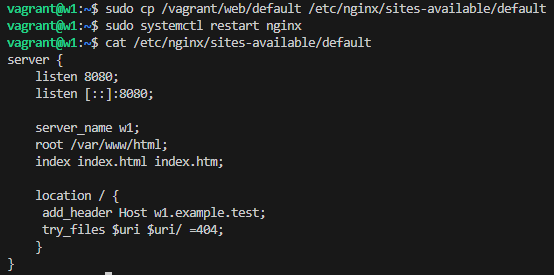 vagrant@w1:~$ sudo cp /vagrant/web/default /etc/nginx/sites-available/default
vagrant@w1:~$ sudo systemctl restart nginx
vagrant@w1:~$ cat /etc/nginx/sites-available/default
server {
    listen 8080;
    listen [::]:8080;

    server_name w1;
    root /var/www/html;
    index index.html index.htm;

    location / {
     add_header Host w1.example.test;
     try_files $uri $uri/ =404;
    }
}